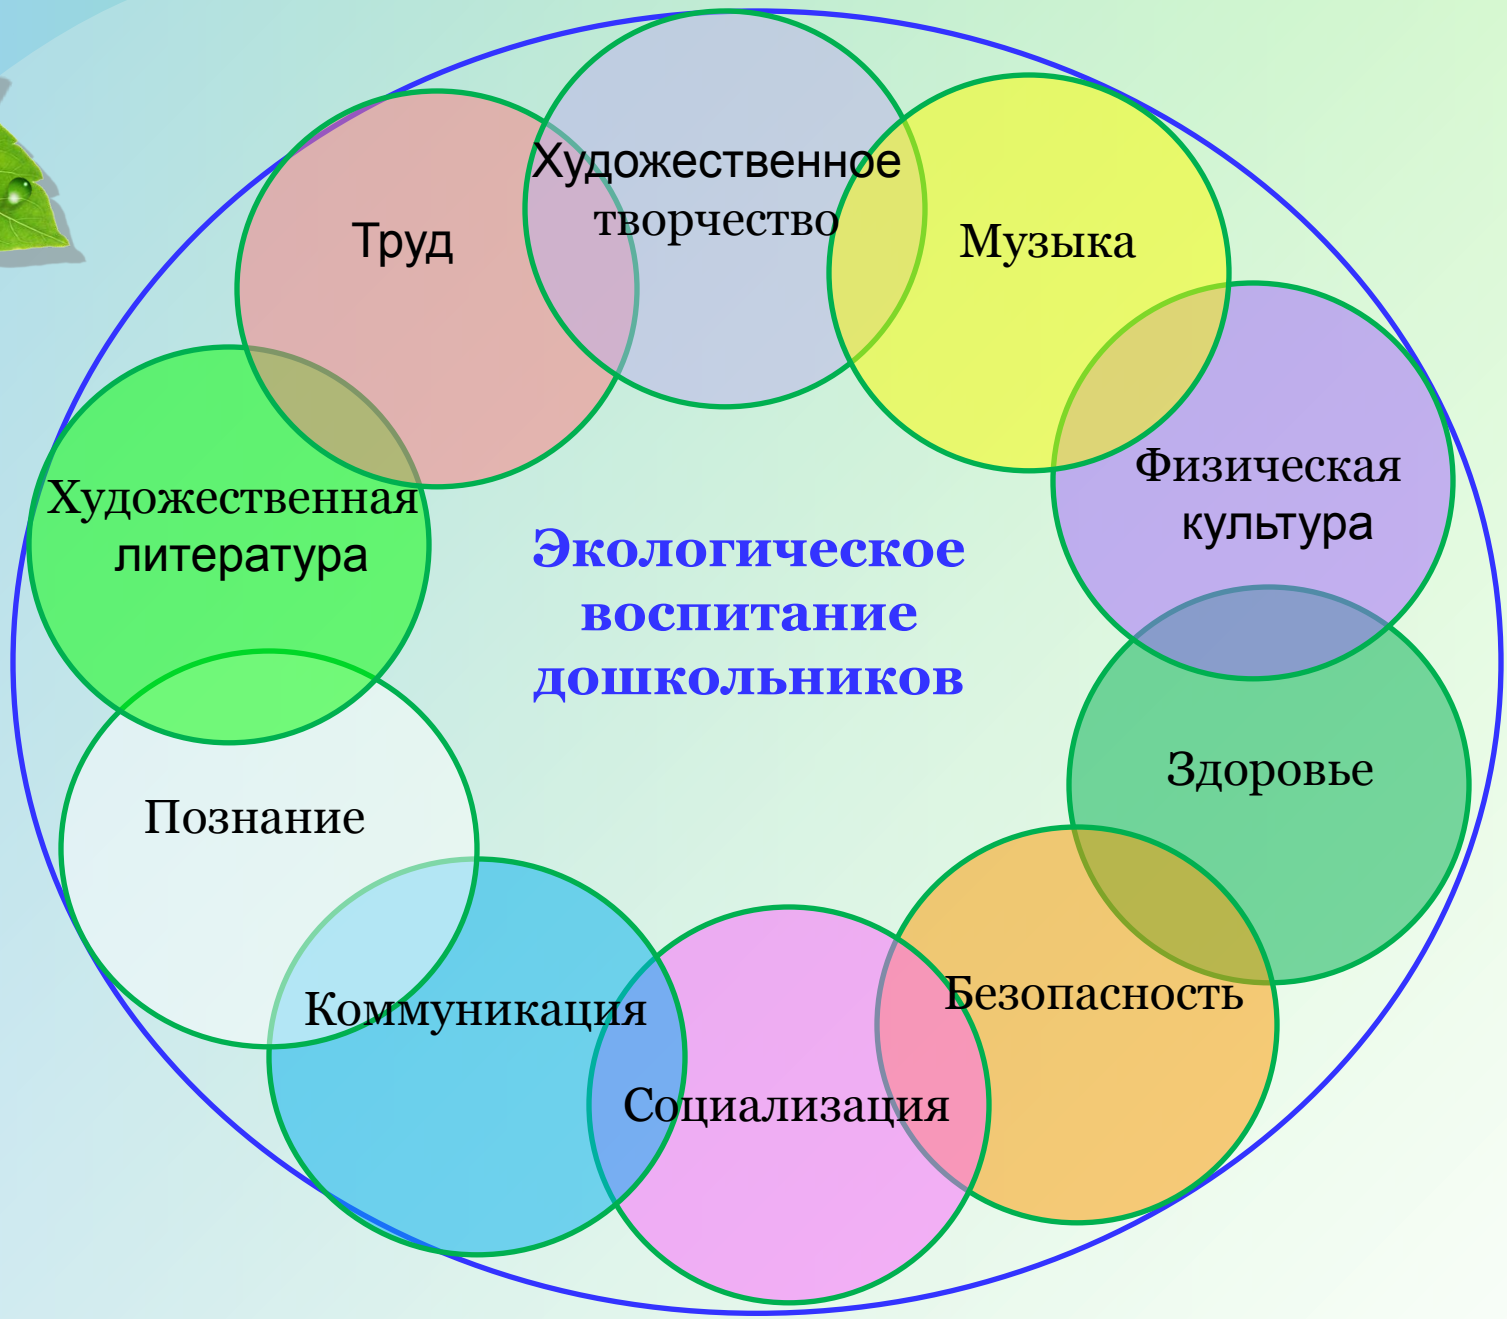 Художественное
творчество
Музыка
Труд
Физическая
культура
Художественная
литература
Экологическое
воспитание
дошкольников
Здоровье
Познание
Безопасность
Коммуникация
Социализация